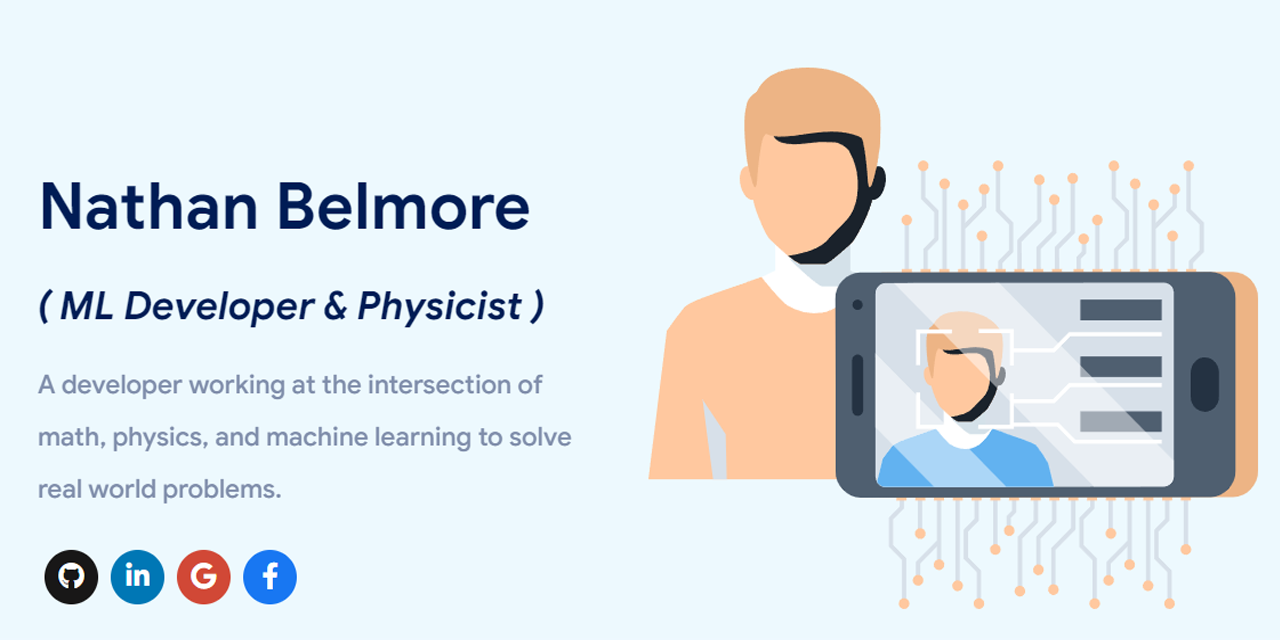 Nathan Belmore
( ML Developer & Physicist )
A developer working at the intersection of
math, physics, and machine learning to solve
real world problems.
in
G
f